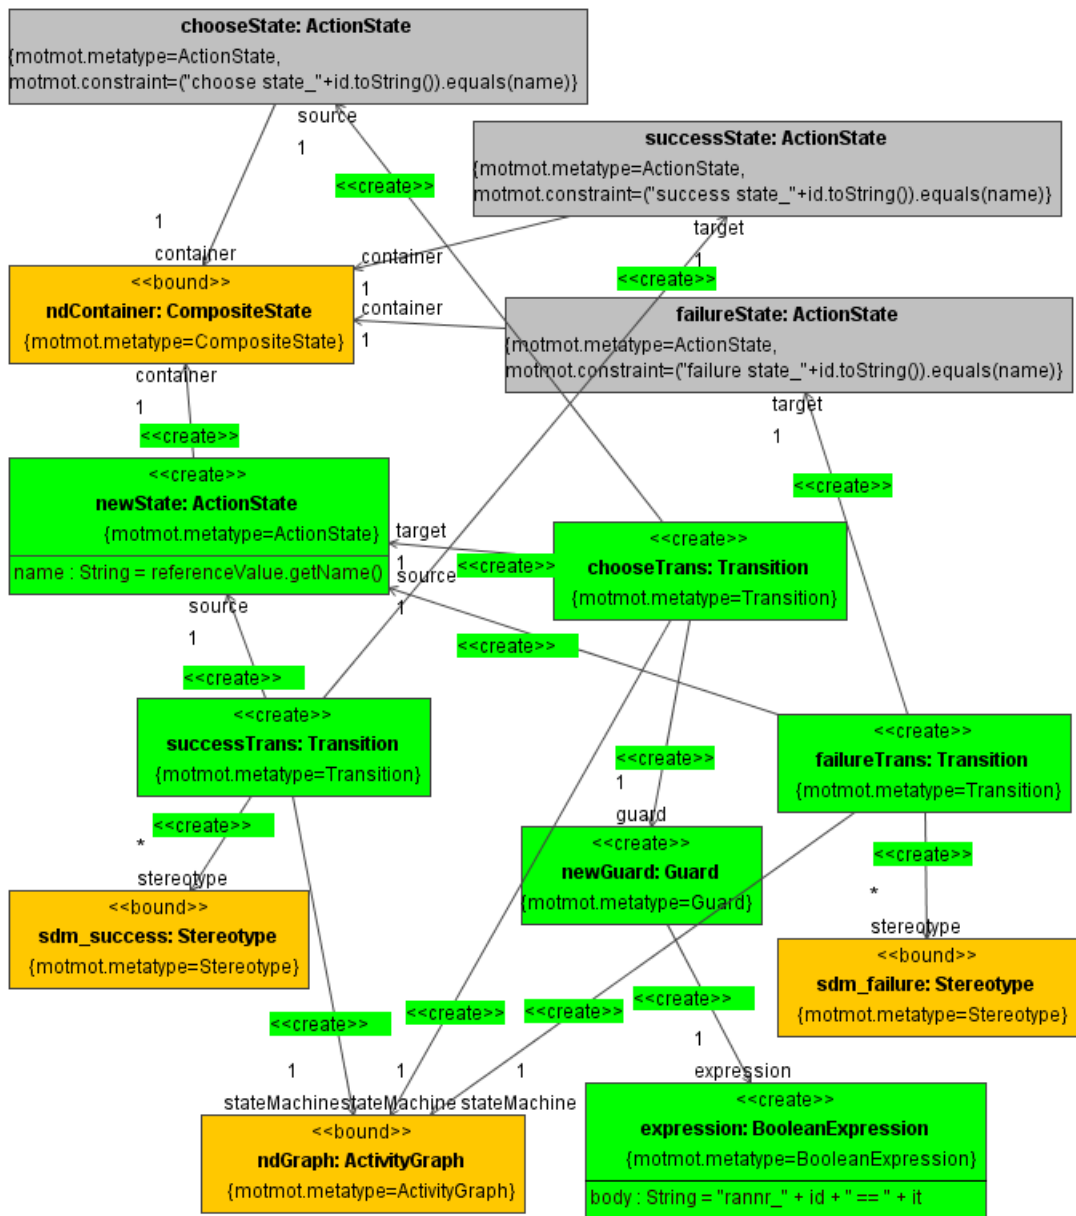 chooseState: ActionState
{motmot.metatype=ActionState,
motmot.constraint=("choose state_"+id.toString()).equals(name)}
source
1
<<create>>
successState: ActionState
{motmot.metatype=ActionState,
motmot.constraint=("success state_"+id.toString()).equals(name)}
target
1
<<create>>
1
container
container
1
container
1
<<bound>>
ndContainer: CompositeState
{motmot.metatype=CompositeState}
failureState: ActionState
{motmot.metatype=ActionState,
motmot.constraint=("failure state_"+id.toString()).equals(name)}
container
1
<<create>>
target
1
<<create>>
<<create>>
newState: ActionState
{motmot.metatype=ActionState}
name : String = referenceValue.getName()
target
1
<<create>>
source
1
<<create>>
<<create>>
chooseTrans: Transition
{motmot.metatype=Transition}
source
1
<<create>>
<<create>>
successTrans: Transition
{motmot.metatype=Transition}
<<create>>
failureTrans: Transition
{motmot.metatype=Transition}
<<create>>
1
guard
<<create>>
*
stereotype
<<create>>
newGuard: Guard
{motmot.metatype=Guard}
<<create>>
*
stereotype
<<bound>>
sdm_success: Stereotype
{motmot.metatype=Stereotype}
<<bound>>
sdm_failure: Stereotype
{motmot.metatype=Stereotype}
<<create>>
<<create>>
<<create>>
<<create>>
1
1
1
1
stateMachine
stateMachine
stateMachine
expression
<<bound>>
ndGraph: ActivityGraph
{motmot.metatype=ActivityGraph}
<<create>>
expression: BooleanExpression
{motmot.metatype=BooleanExpression}
body : String = "rannr_" + id + " == " + it